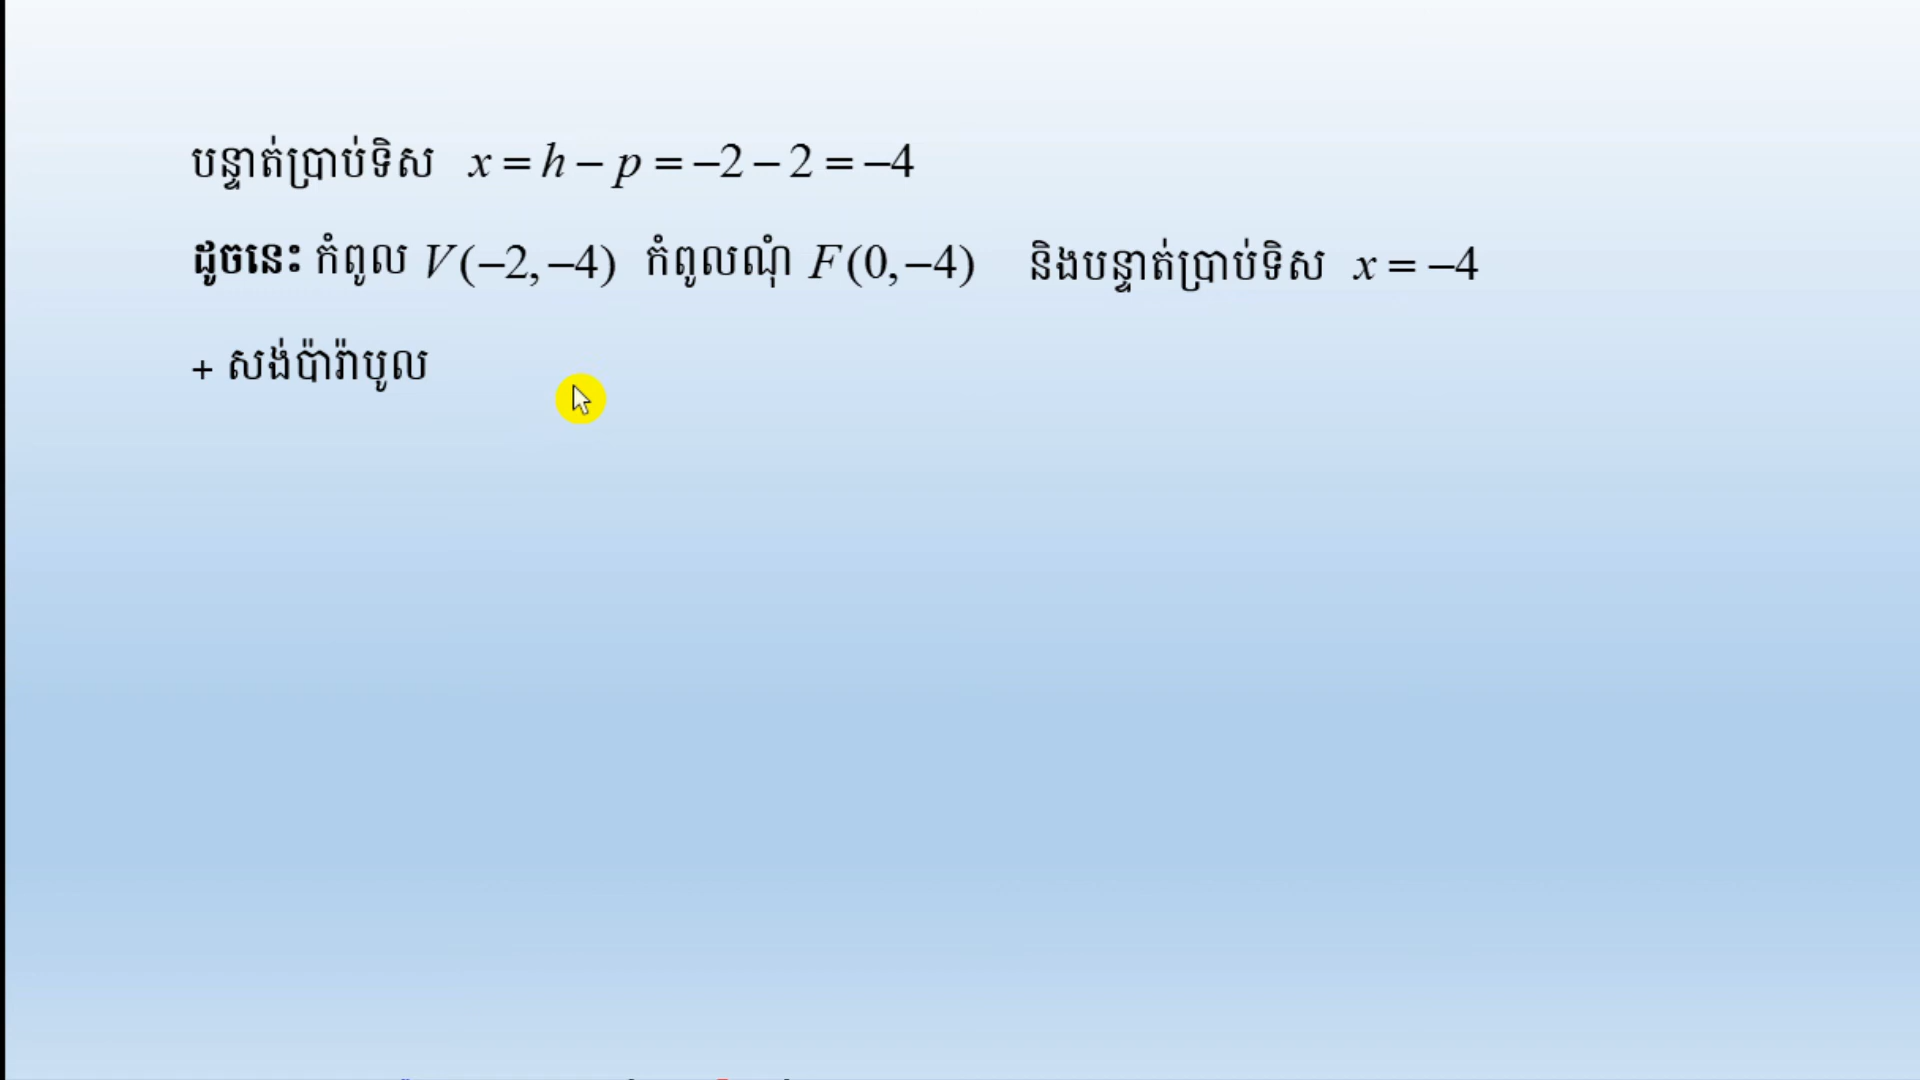 បន្ទាត់ប្រាប់ទិស x = h − p = −2 − 2 = −4
ដូចនេះ កំពូល V(−2,−4) កំពូលណុំ F(0,−4) និងបន្ទាត់ប្រាប់ទិស x = −4
+ សង់ប៉ារ៉ាបូល